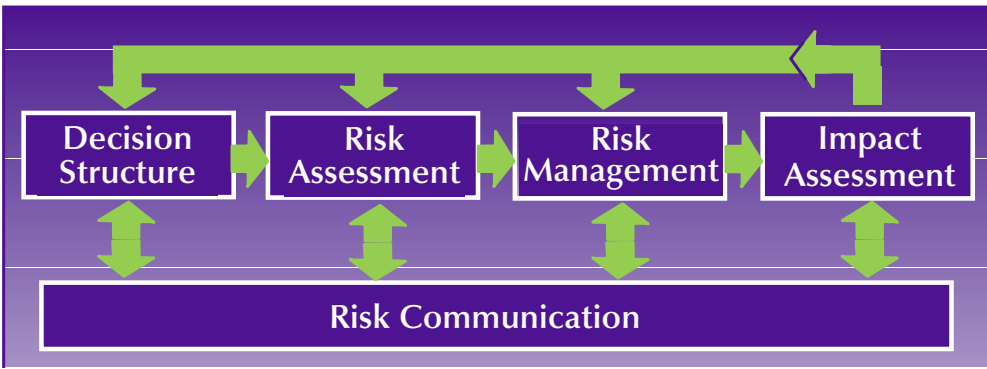 Decision
Structure
Risk
Assessment
Risk
Management
Impact
Assessment
Risk Communication